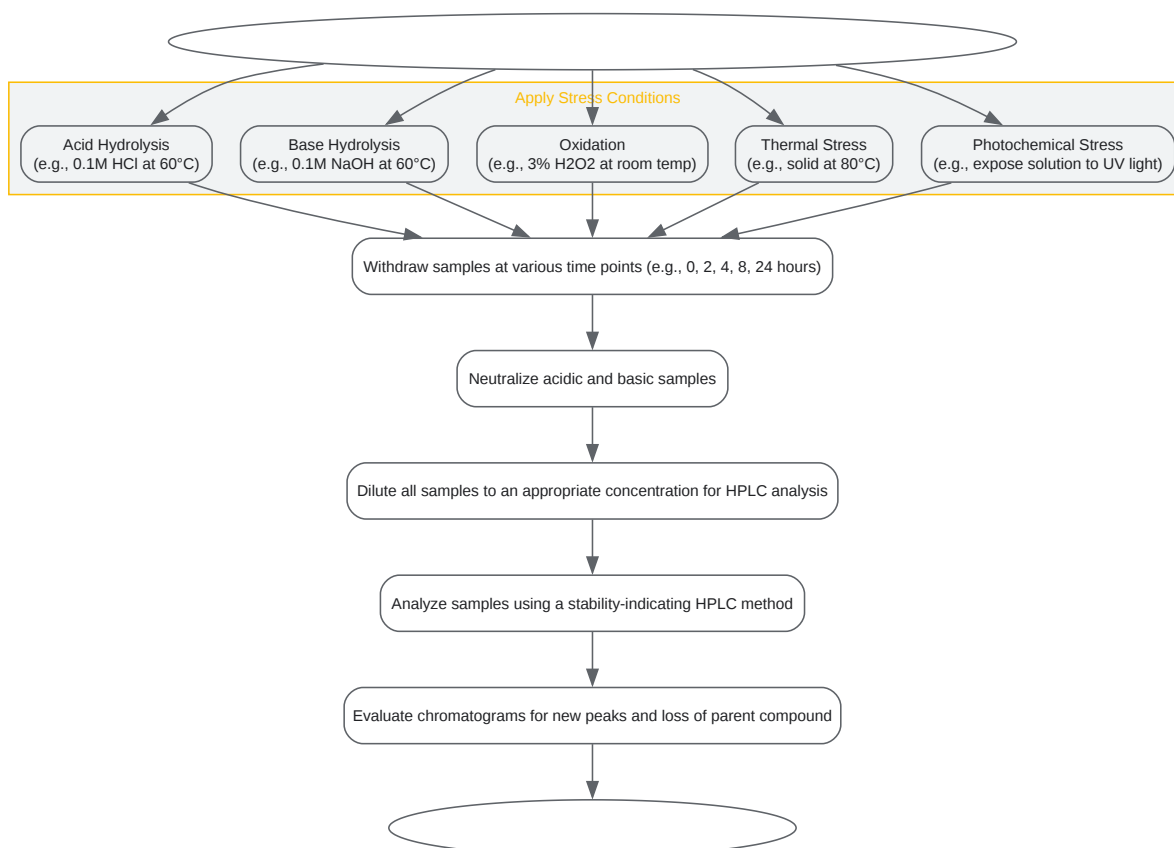 Apply Stress Conditions
Acid Hydrolysis
(e.g., 0.1M HCl at 60°C)
Base Hydrolysis
(e.g., 0.1M NaOH at 60°C)
Oxidation
(e.g., 3% H2O2 at room temp)
Thermal Stress
(e.g., solid at 80°C)
Photochemical Stress
(e.g., expose solution to UV light)
Withdraw samples at various time points (e.g., 0, 2, 4, 8, 24 hours)
Neutralize acidic and basic samples
Dilute all samples to an appropriate concentration for HPLC analysis
Analyze samples using a stability-indicating HPLC method
Evaluate chromatograms for new peaks and loss of parent compound